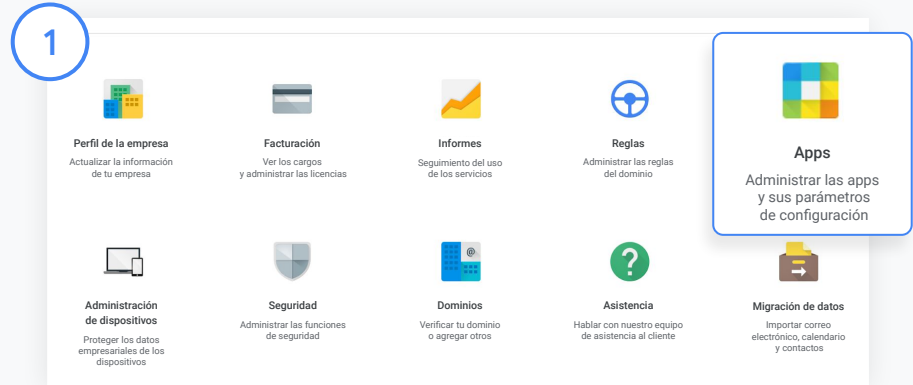 1
Perfil de la empresa
Actualizar la información
de tu empresa
Facturación
Ver los cargos
y administrar las licencias
Informes
Seguimiento del uso
de los servicios
Reglas
Administrar las reglas
del dominio
Apps
Administrar las apps
y sus parámetros
de configuración
Administración
de dispositivos
Proteger los datos
empresariales de los
dispositivos
Seguridad
Administrar las funciones
de seguridad
@
Dominios
Verificar tu dominio
o agregar otros
?
Asistencia
Hablar con nuestro equipo
de asistencia al cliente
Migración de datos
Importar correo
electrónico, calendario
y contactos